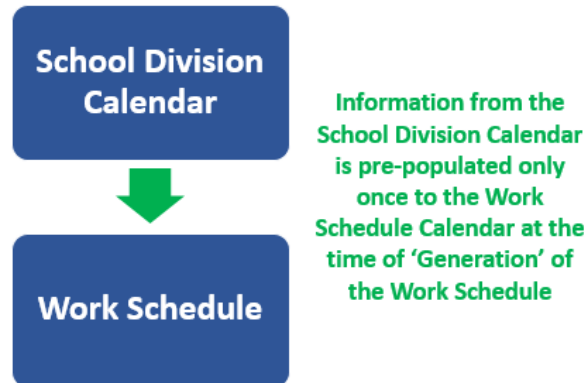 School Division
Calendar
Information from the
School Division Calendar
is pre-populated only
once to the Work
Schedule Calendar at the
time of ‘Generation’ of
the Work Schedule
Work Schedule